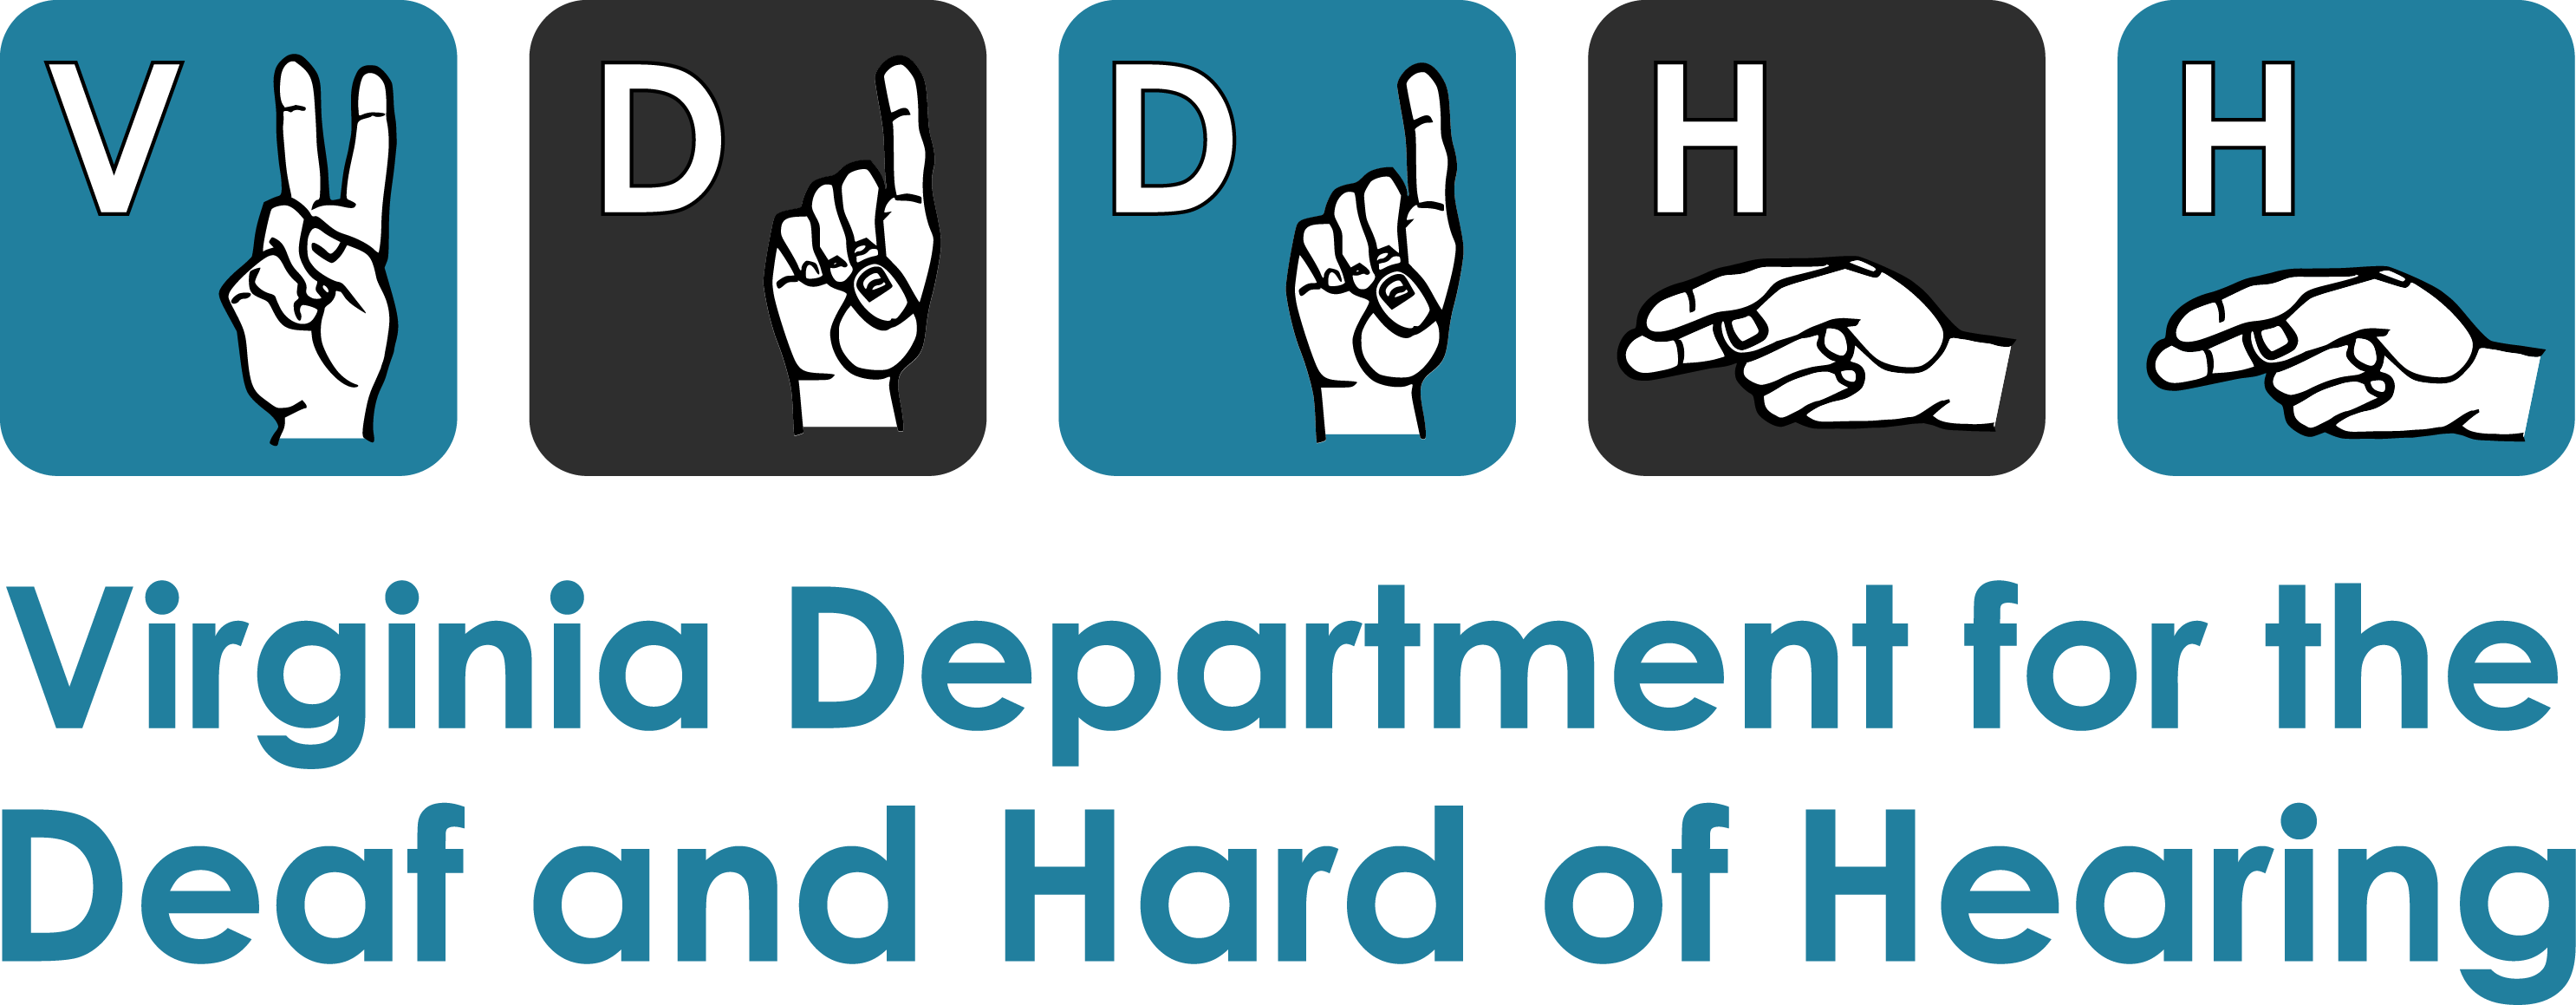 V D D H H
Virginia Department for the
Deaf and Hard of Hearing